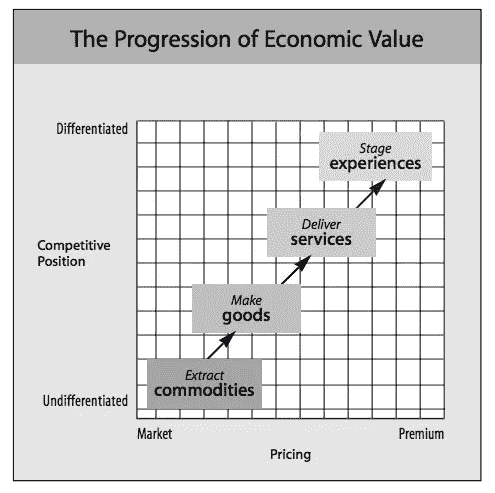 The Progression of Economic Value
Differentiated
Stage
experiences
Deliver
services
Competitive
Position
Make
goods
Extract
commodities
Undifferentiated
Market
Premium
Pricing